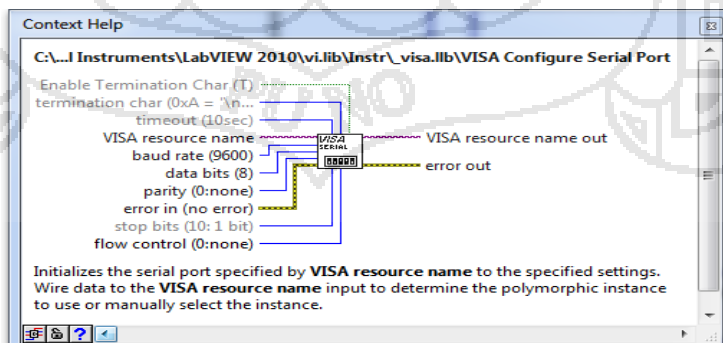 Context Help
C:\...l Instruments\LabVIEW 2010\vi.lib\Instr\_visa.llb\VISA Configure Serial Port
Enable Termination Char (T)
termination char (0xA = '\n...
timeout (10sec)
VISA resource name
VISA resource name out
baud rate (9600)
VISA
SERIAL
data bits (8)
error out
parity (0:none)
error in (no error)
stop bits (10: 1 bit)
flow control (0:none)
Initializes the serial port specified by VISA resource name to the specified settings.
Wire data to the VISA resource name input to determine the polymorphic instance
to use or manually select the instance.
?